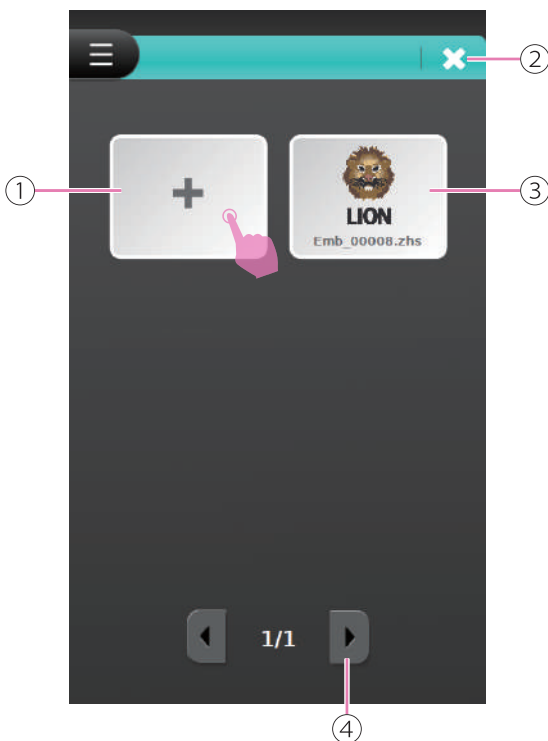 ②
①
③
LION
Emb_00008.zhs
1/1
④